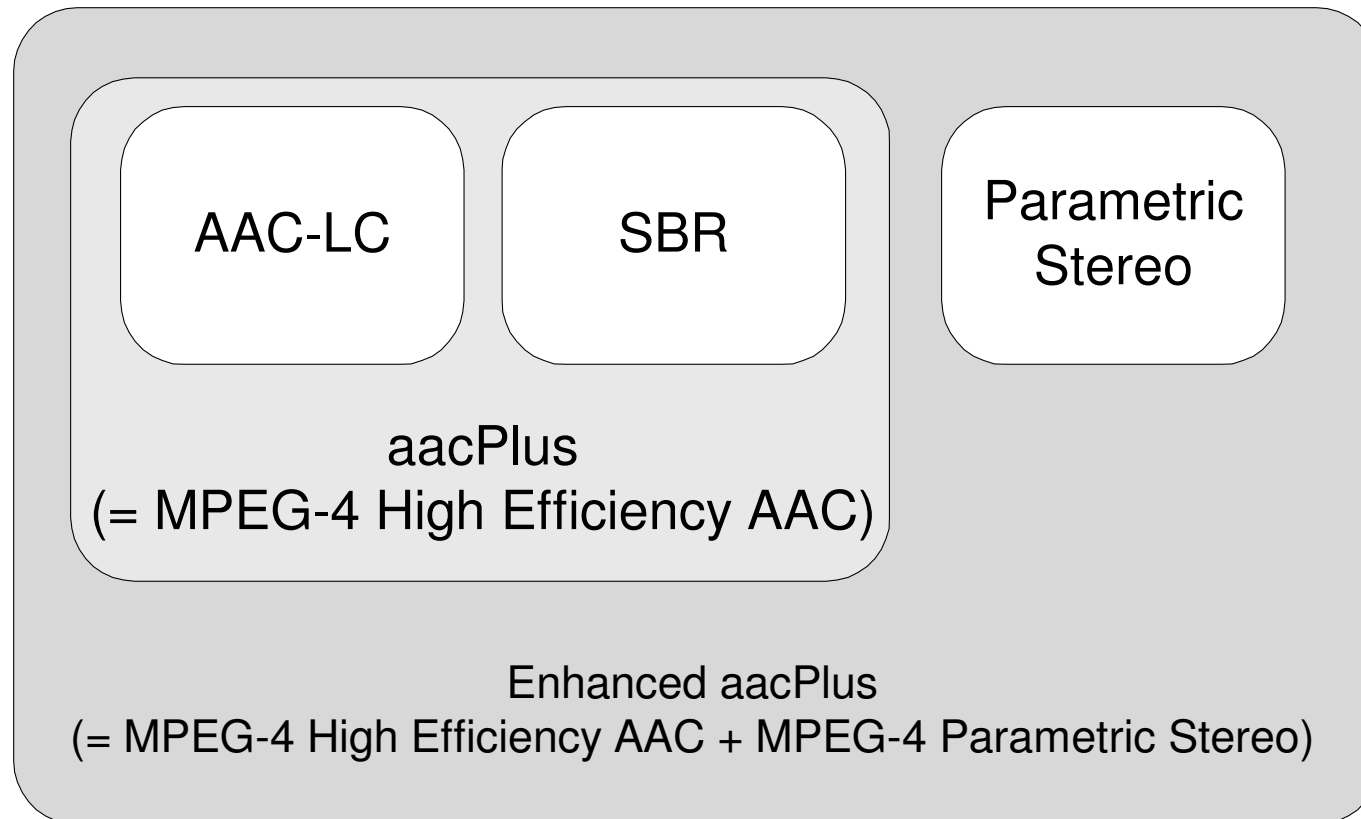 AAC-LC
SBR
Parametric
Stereo
aacPlus
(= MPEG-4 High Efficiency AAC)
Enhanced aacPlus
(= MPEG-4 High Efficiency AAC + MPEG-4 Parametric Stereo)